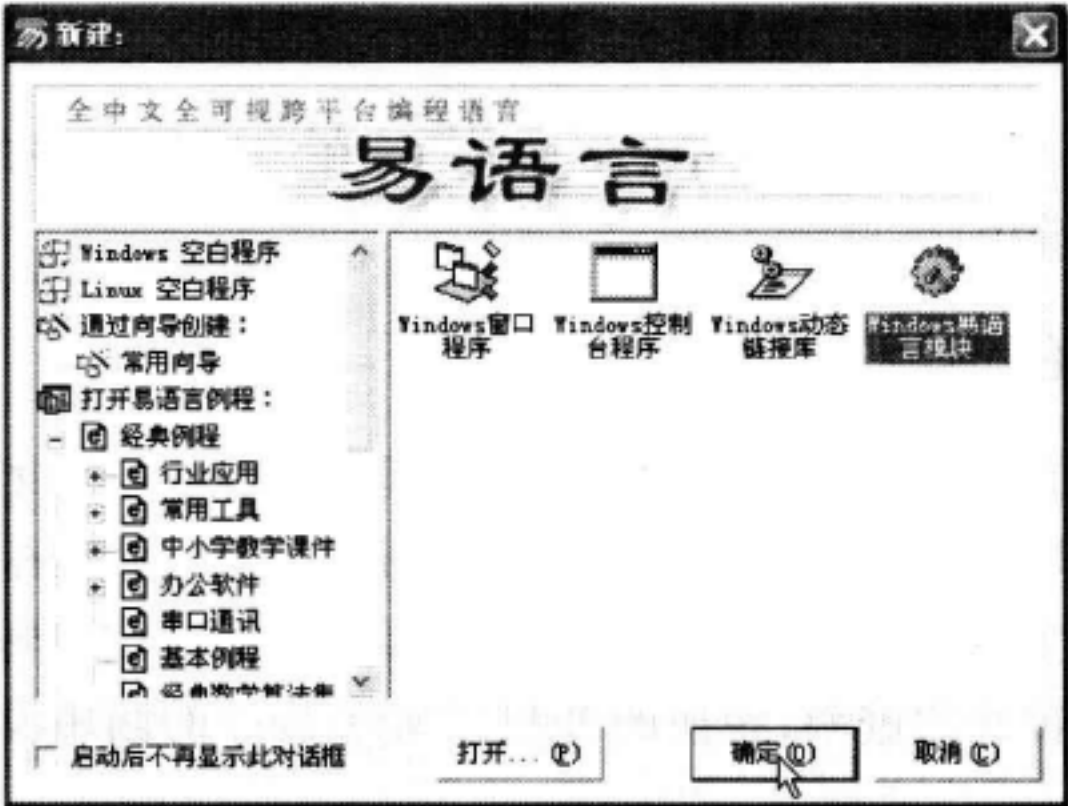 新建:
全中文全可视跨平台编程语言
易语言
Windows 空白程序
Linux 空白程序
通过向导创建:
常用向导
打开易语言例程:
经典例程
行业应用
常用工具
中小学教学课件
办公软件
串口通讯
基本例程
经典数学算法集
Windows窗口
程序
Windows控制
台程序
Windows动态
链接库
Windows易语
言模块
启动后不再显示此对话框
打开... (P)
确定(O)
取消(C)